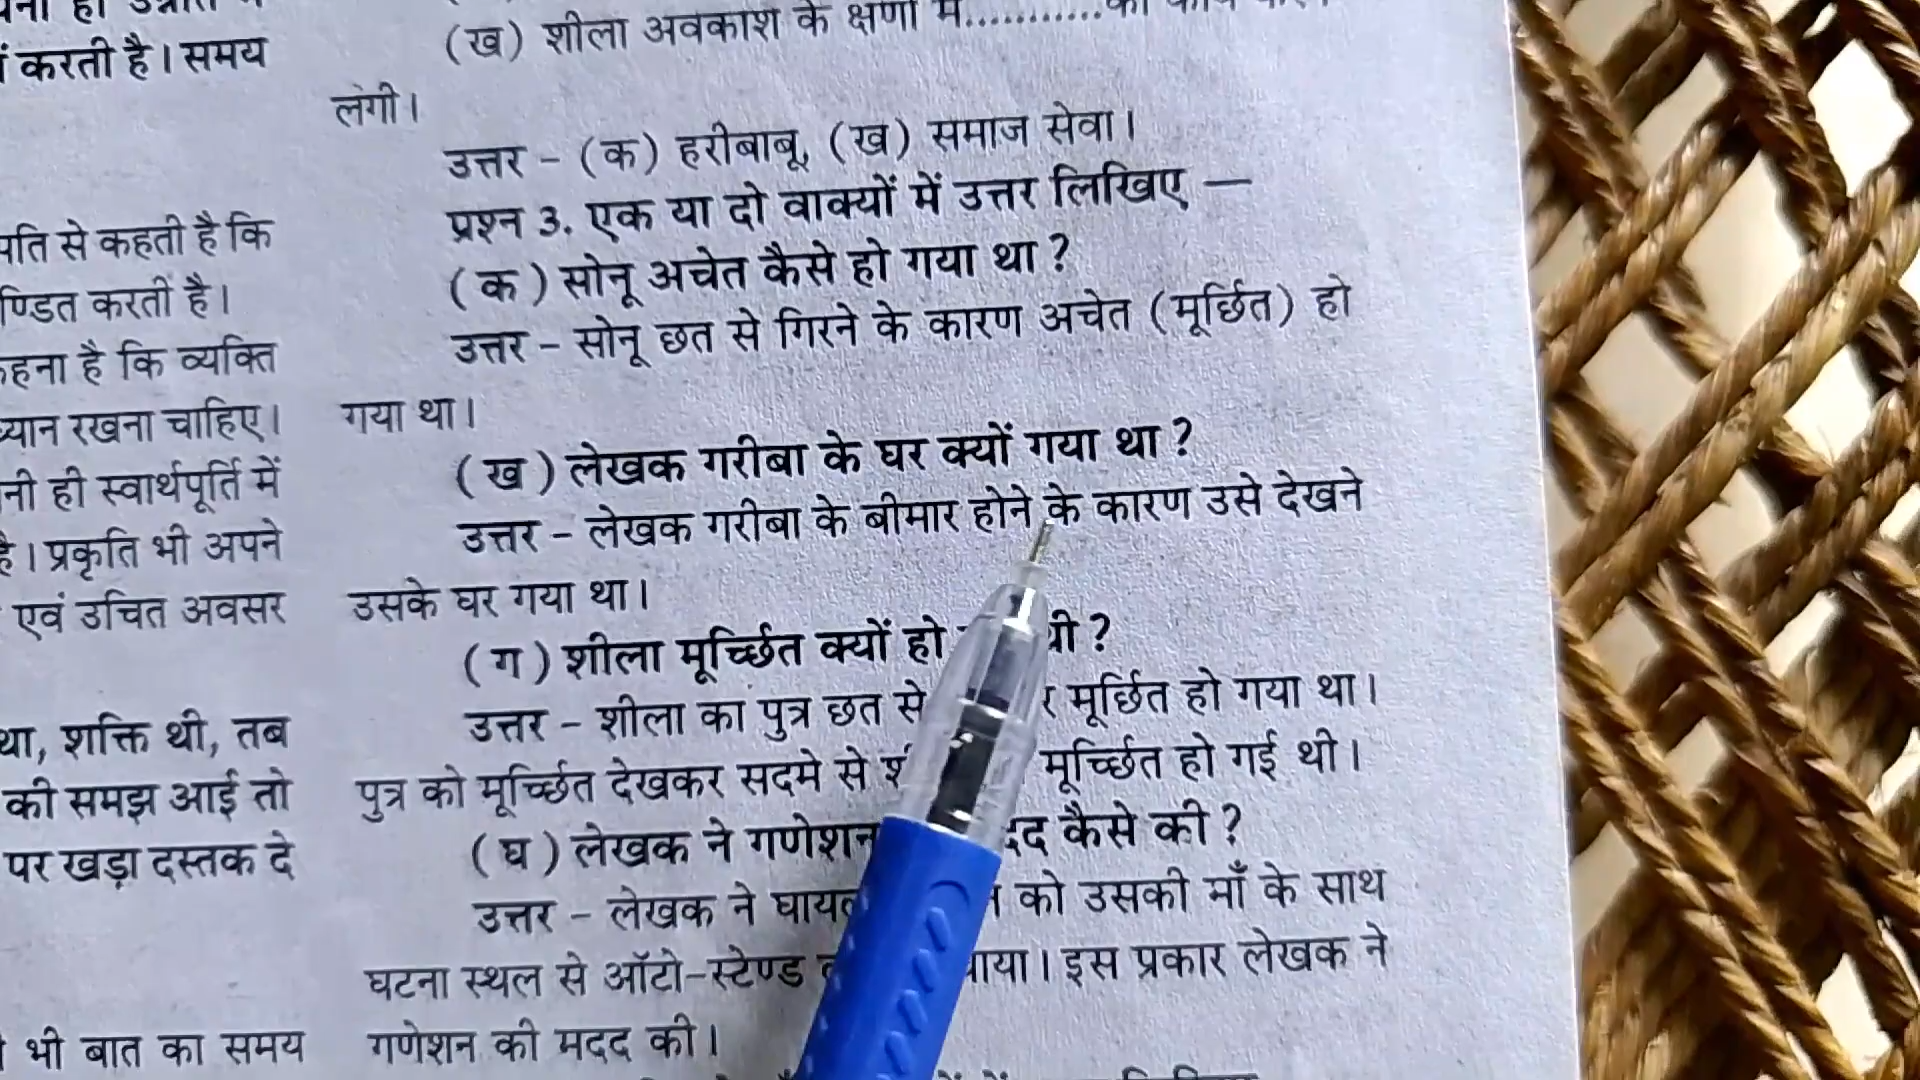 करती है। समय
पति से कहती है कि
करती है।
है कि व्यक्ति
ध्यान रखना चाहिए।
ही स्वार्थपूर्ति में
है। प्रकृति भी अपने
एवं उचित अवसर
था, शक्ति थी, तब
की समझ आई तो
पर खड़ा दस्तक दे
भी बात का समय
(ख) शीला अवकाश के क्षणों में...........का कार्य
लगी।
उत्तर – (क) हरीबाबू, (ख) समाज सेवा।
प्रश्न 3. एक या दो वाक्यों में उत्तर लिखिए —
(क) सोनू अचेत कैसे हो गया था ?
उत्तर – सोनू छत से गिरने के कारण अचेत (मूर्छित) हो
गया था।
(ख) लेखक गरीबा के घर क्यों गया था ?
उत्तर – लेखक गरीबा के बीमार होने के कारण उसे देखने
उसके घर गया था।
(ग) शीला मूर्च्छित क्यों हो थी ?
उत्तर – शीला का पुत्र छत से मूर्छित हो गया था।
पुत्र को मूर्च्छित देखकर सदमे से मूर्च्छित हो गई थी।
(घ) लेखक ने गणेशन कैसे की ?
उत्तर – लेखक ने को उसकी माँ के साथ
घटना स्थल से ऑटो-स्टेण्ड इस प्रकार लेखक ने
गणेशन की मदद की।